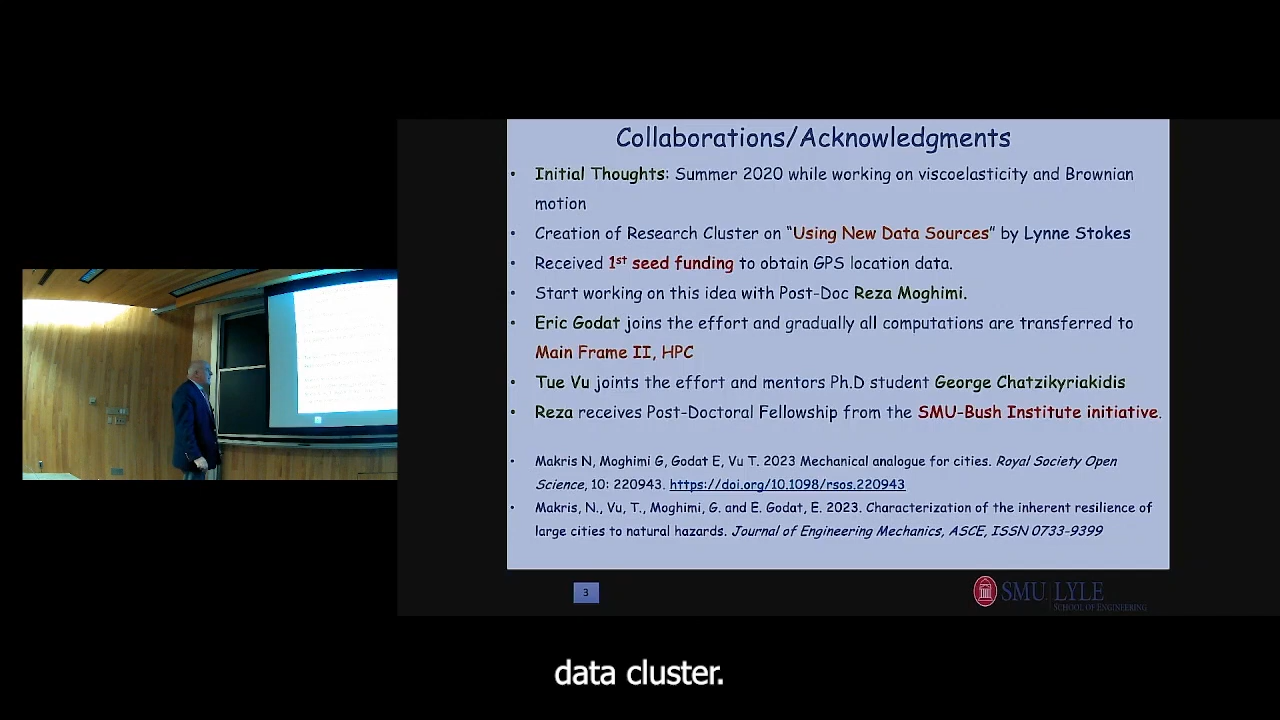 Collaborations/Acknowledgments
• Initial Thoughts: Summer 2020 while working on viscoelasticity and Brownian
motion
• Creation of Research Cluster on “Using New Data Sources” by Lynne Stokes
• Received 1st seed funding to obtain GPS location data.
• Start working on this idea with Post-Doc Reza Moghimi.
• Eric Godat joins the effort and gradually all computations are transferred to
Main Frame II, HPC
• Tue Vu joints the effort and mentors Ph.D student George Chatzikyriakidis
• Reza receives Post-Doctoral Fellowship from the SMU-Bush Institute initiative.
• Makris N, Moghimi G, Godat E, Vu T. 2023 Mechanical analogue for cities. Royal Society Open
Science, 10: 220943. https://doi.org/10.1098/rsos.220943
• Makris, N., Vu, T., Moghimi, G. and E. Godat, E. 2023. Characterization of the inherent resilience of
large cities to natural hazards. Journal of Engineering Mechanics, ASCE, ISSN 0733-9399
3
SMU LYLE
SCHOOL OF ENGINEERING
data cluster.